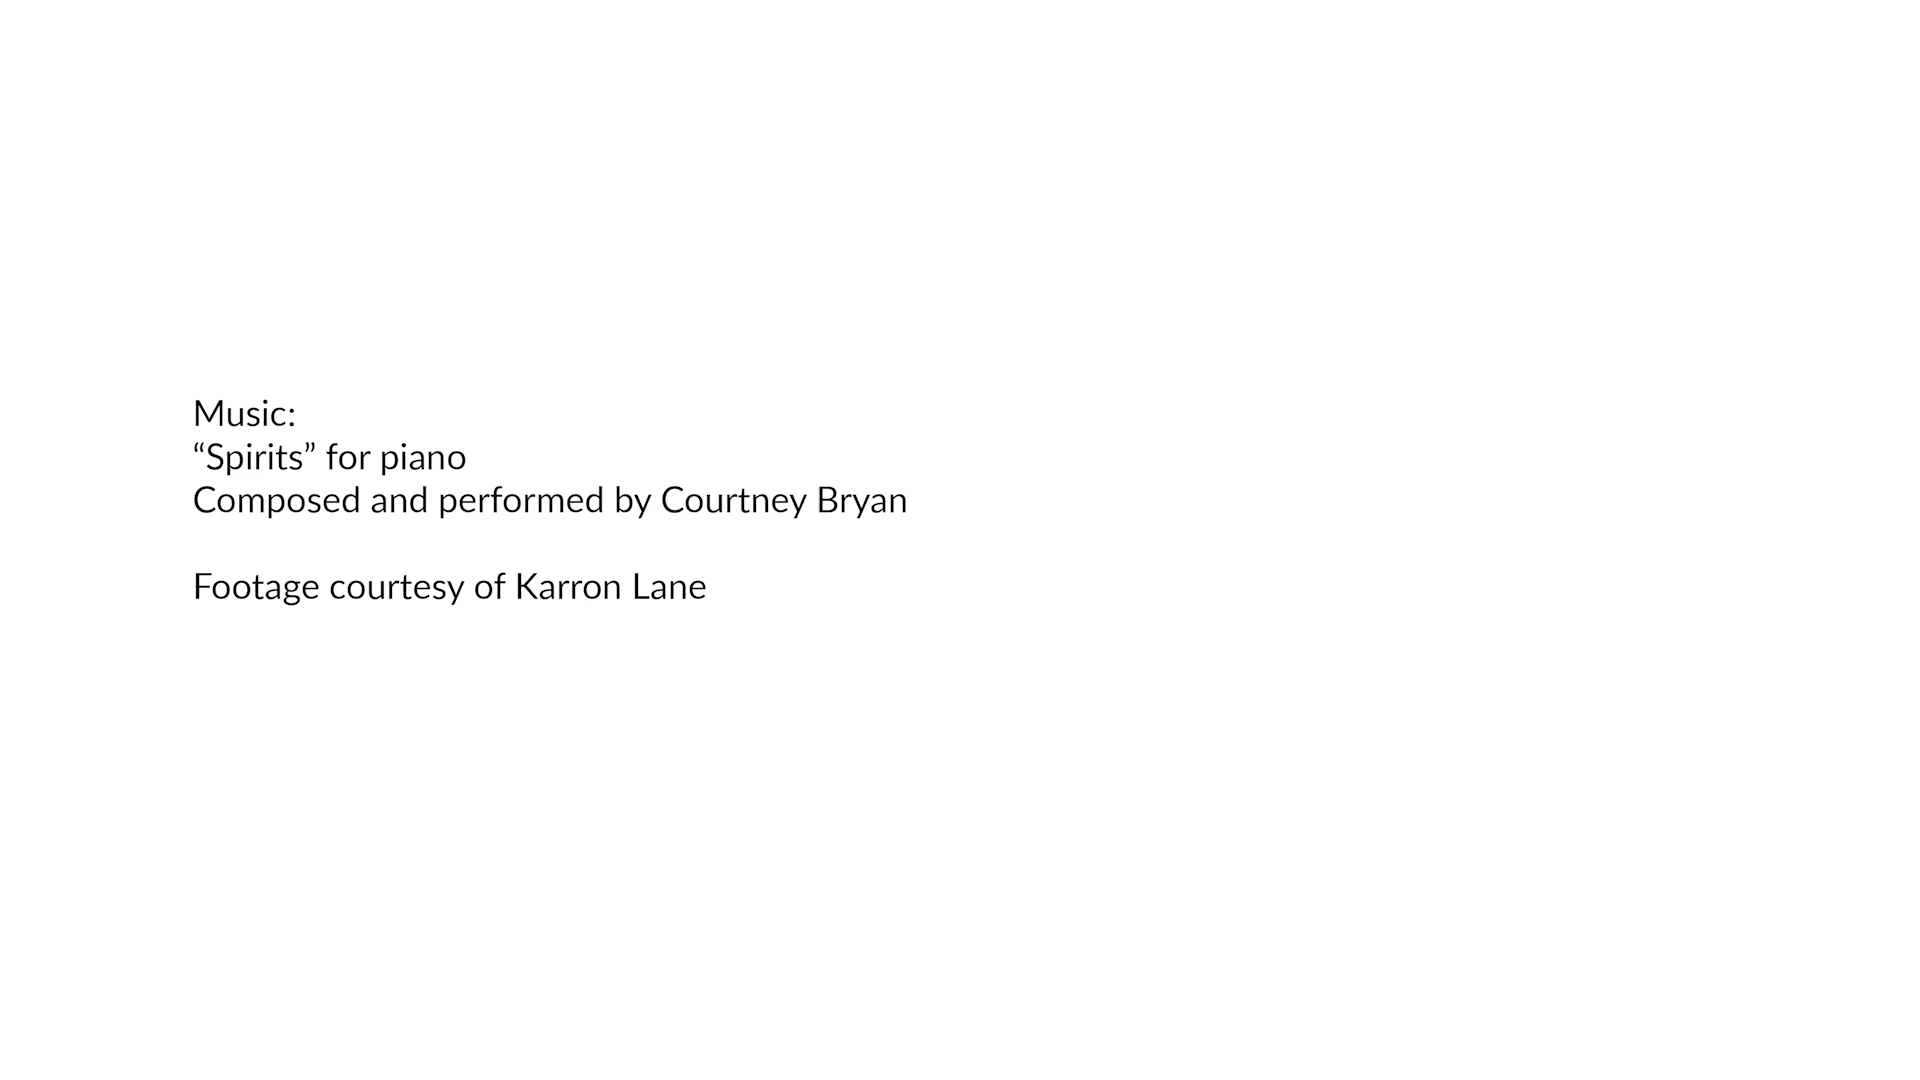 Music:
“Spirits” for piano
Composed and performed by Courtney Bryan
Footage courtesy of Karron Lane